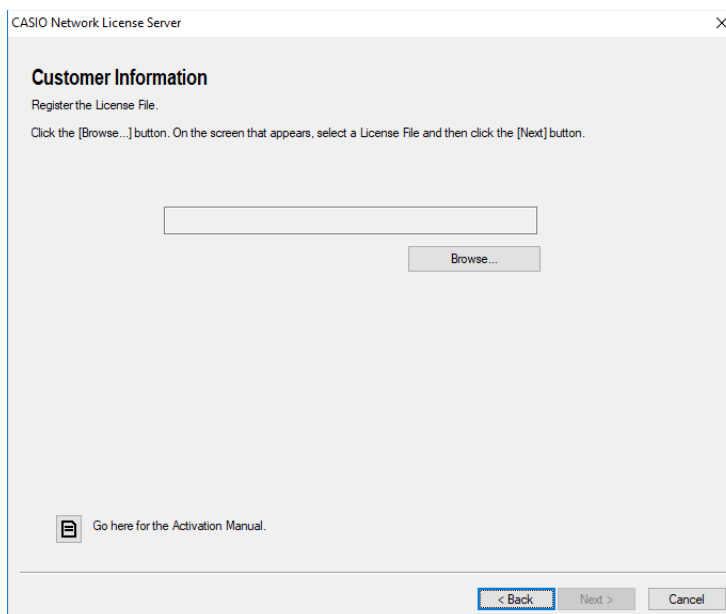 CASIO Network License Server
Customer Information
Register the License File.
Click the [Browse...] button. On the screen that appears, select a License File and then click the [Next] button.
Browse...
Go here for the Activation Manual.
< Back Next > Cancel